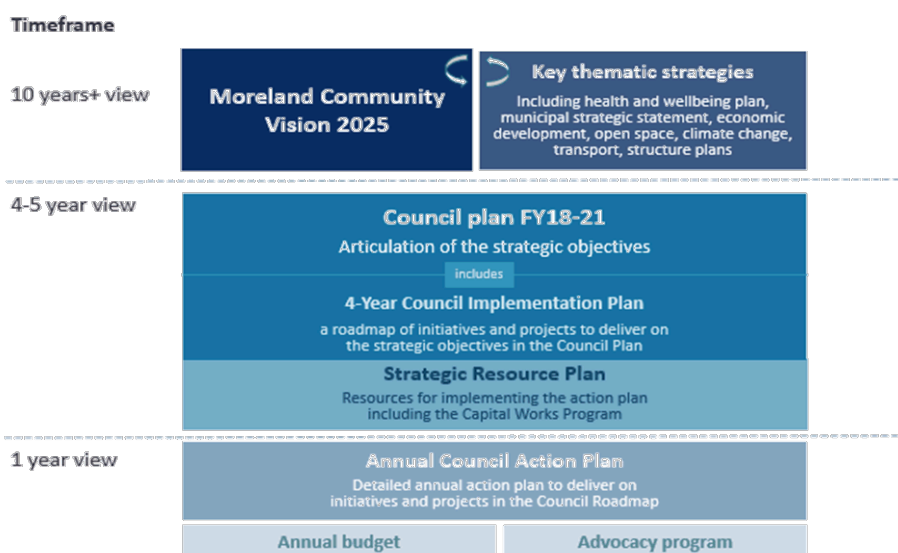 Timeframe
10 years+ view
Moreland Community
Vision 2025
Key thematic strategies
Including health and wellbeing plan,
municipal strategic statement, economic
development, open space, climate change,
transport, structure plans
4-5 year view
Council plan FY18-21
Articulation of the strategic objectives
includes
4-Year Council Implementation Plan
a roadmap of initiatives and projects to deliver on
the strategic objectives in the Council Plan
Strategic Resource Plan
Resources for implementing the action plan
including the Capital Works Program
1 year view
Annual Council Action Plan
Detailed annual action plan to deliver on
initiatives and projects in the Council Roadmap
Annual budget
Advocacy program